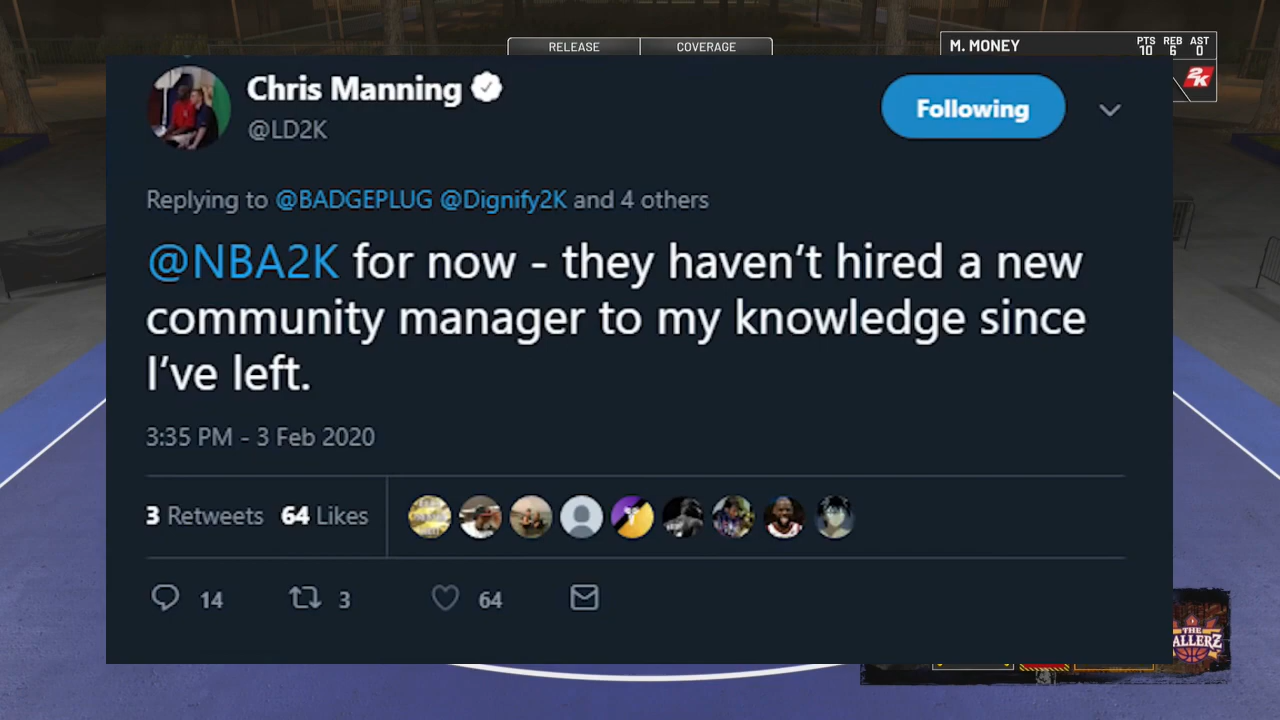 RELEASE COVERAGE
M. MONEY PTS REB AST
10 6 0
2K
Chris Manning
@LD2K
Following
Replying to @BADGEPLUG @Dignify2K and 4 others
@NBA2K for now - they haven’t hired a new
community manager to my knowledge since
I’ve left.
3:35 PM - 3 Feb 2020
3 Retweets 64 Likes
14 3 64
THE
ALLERZ